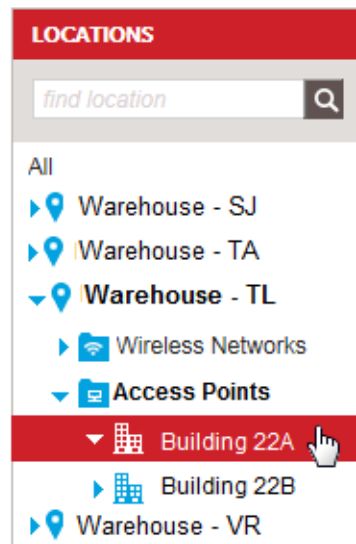 LOCATIONS
find location
All
Warehouse - SJ
Warehouse - TA
Warehouse - TL
Wireless Networks
Access Points
Building 22A
Building 22B
Warehouse - VR